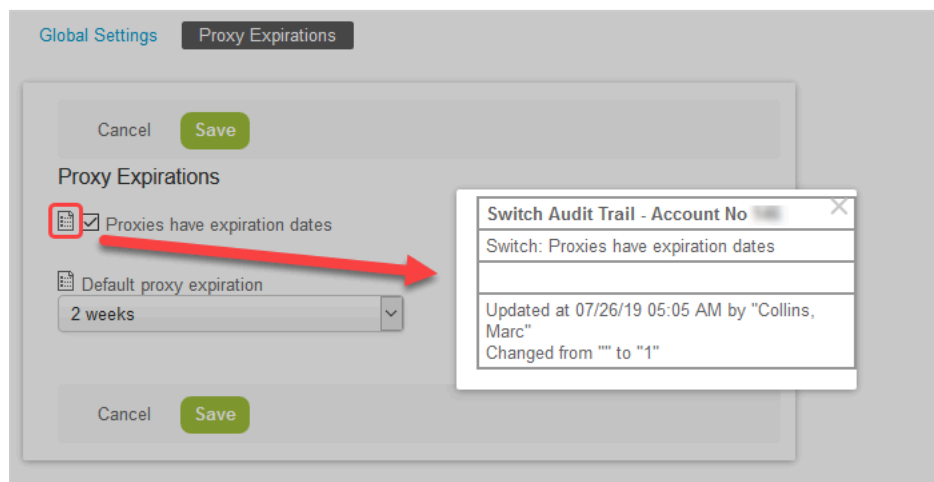 Global Settings Proxy Expirations
Cancel Save
Proxy Expirations
Proxies have expiration dates
Default proxy expiration
2 weeks
Cancel Save
Switch Audit Trail - Account No
Switch: Proxies have expiration dates
Updated at 07/26/19 05:05 AM by "Collins,
Marc"
Changed from "" to "1"